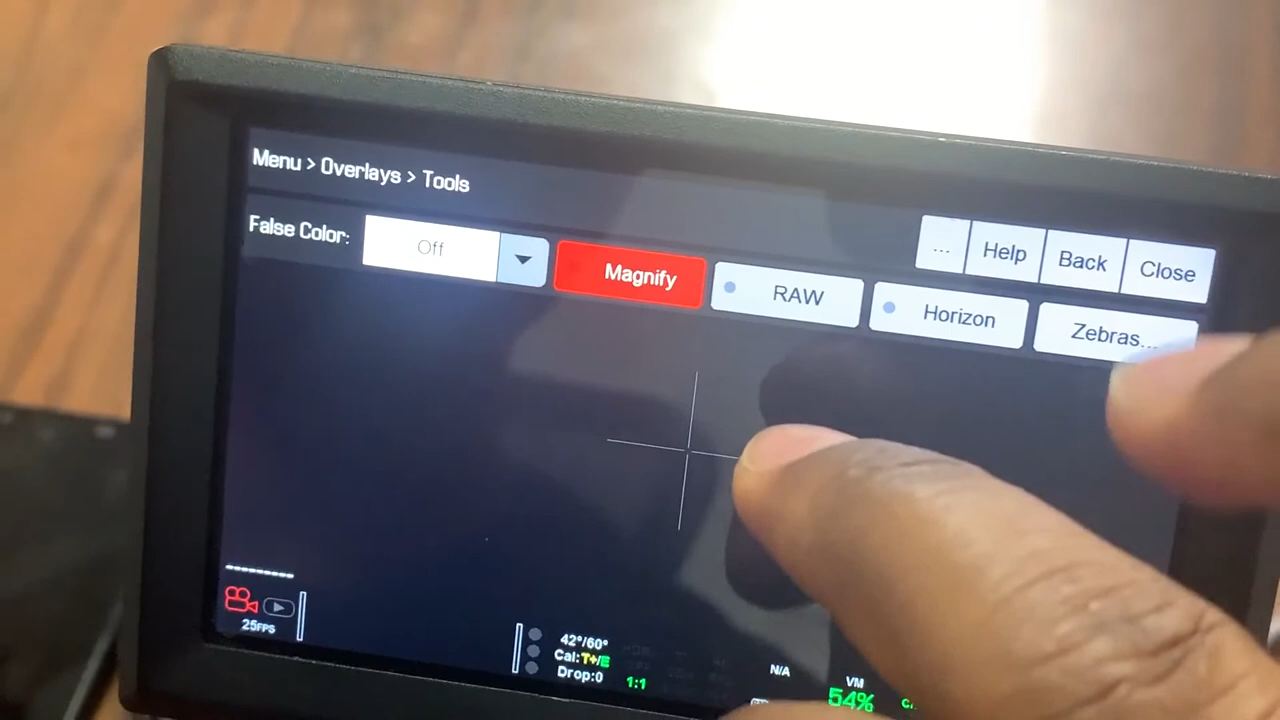 Menu > Overlays > Tools
... Help Back Close
False Color: Off Magnify RAW Horizon Zebras...
25FPS
42°/60°
Cal:T+/E
Drop:0
1:1
N/A
VM
54%